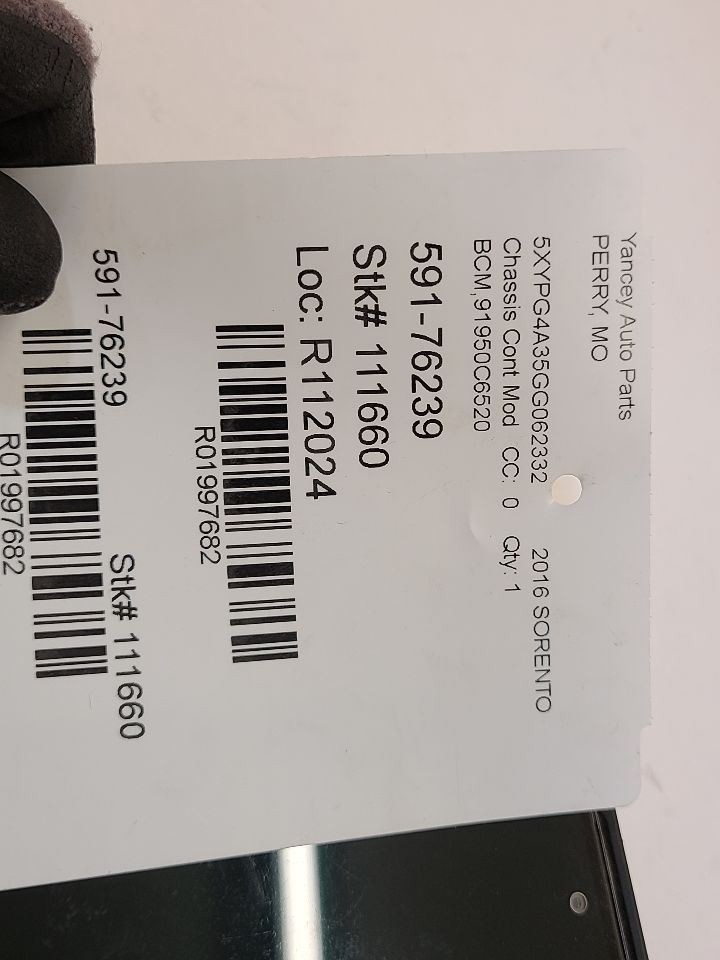 Yancey Auto Parts
PERRY, MO
5XYPG4A35GG062332 2016 SORENTO
Chassis Cont Mod CC: 0 Qty: 1
BCM,91950C6520
591-76239
Stk# 111660
Loc: R112024
R01997682
591-76239 Stk# 111660
R01997682